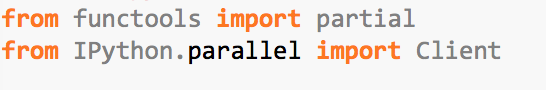 from functools import partial
from IPython.parallel import Client